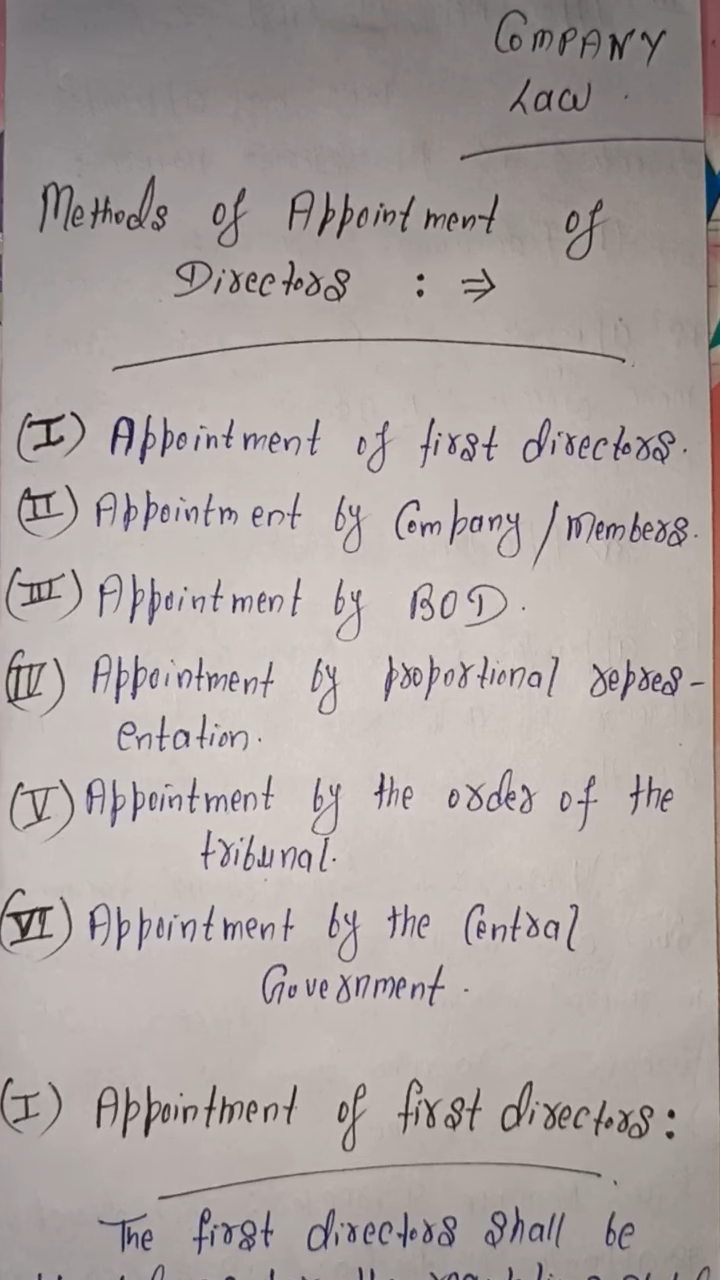 COMPANY
Law.
Methods of Appointment of
Directors : ⇒
(I) Appointment of first directors.
(II) Appointment by Company / Members.
(III) Appointment by BOD.
(IV) Appointment by proportional repres-
entation.
(V) Appointment by the order of the
tribunal.
(VI) Appointment by the Central
Government.
(I) Appointment of first directors:
The first directors shall be